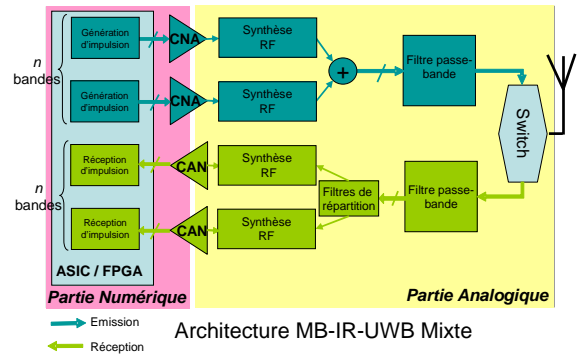 Génération
d'impulsion
CNA
Synthèse
RF
n
bandes
Génération
d'impulsion
CNA
Synthèse
RF
+
Filtre passe-
bande
Switch
Réception
d'impulsion
CAN
Synthèse
RF
n
bandes
Filtres de
répartition
Filtre passe-
bande
Réception
d'impulsion
CAN
Synthèse
RF
ASIC / FPGA
Partie Numérique
Partie Analogique
Emission
Réception
Architecture MB-IR-UWB Mixte